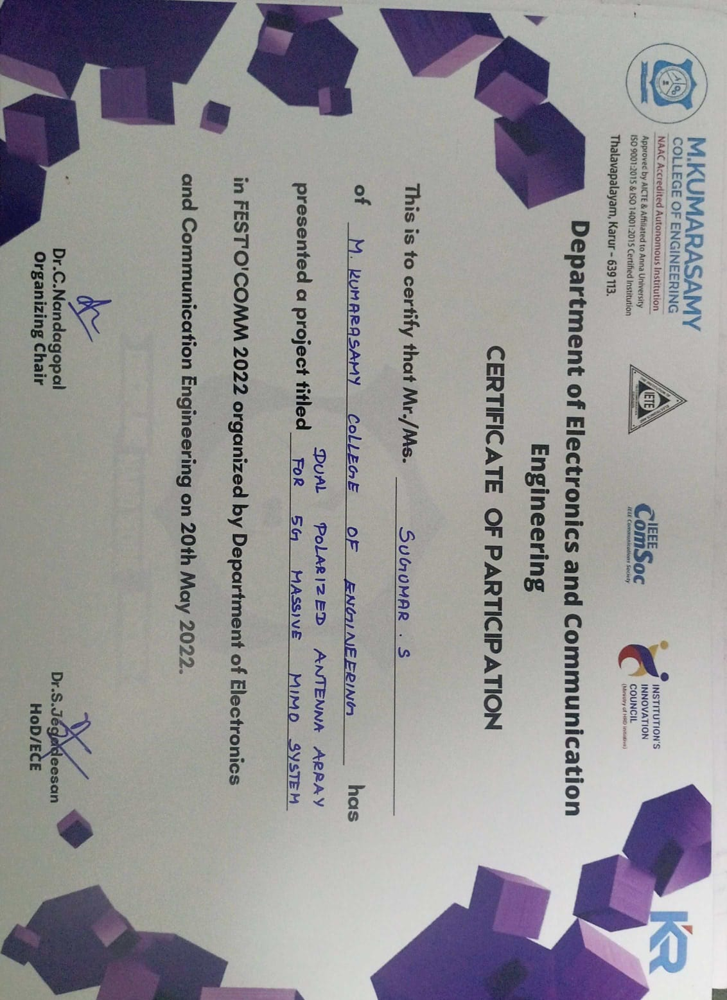 M.KUMARASAMY
COLLEGE OF ENGINEERING
NAAC Accredited Autonomous Institution
Approved by AICTE & Affiliated to Anna University
ISO 9001:2015 & ISO 14001:2015 Certified Institution
Thalavapalayam, Karur – 639 113.
IETE
IEEE
ComSoc
IEEE Communications Society
INSTITUTION'S
INNOVATION
COUNCIL
(Ministry of HRD Initiative)
KR
Department of Electronics and Communication
Engineering
CERTIFICATE OF PARTICIPATION
This is to certify that Mr./Ms. SUGUMAR . S
of M. KUMARASAMY COLLEGE OF ENGINEERING has
DUAL POLARIZED ANTENNA ARRAY
presented a project titled FOR 5G MASSIVE MIMO SYSTEM
in FESTO'COMM 2022 organized by Department of Electronics
and Communication Engineering on 20th May 2022.
Dr.C.Nandagopal
Organizing Chair
Dr.S.Jegadeesan
HoD/ECE